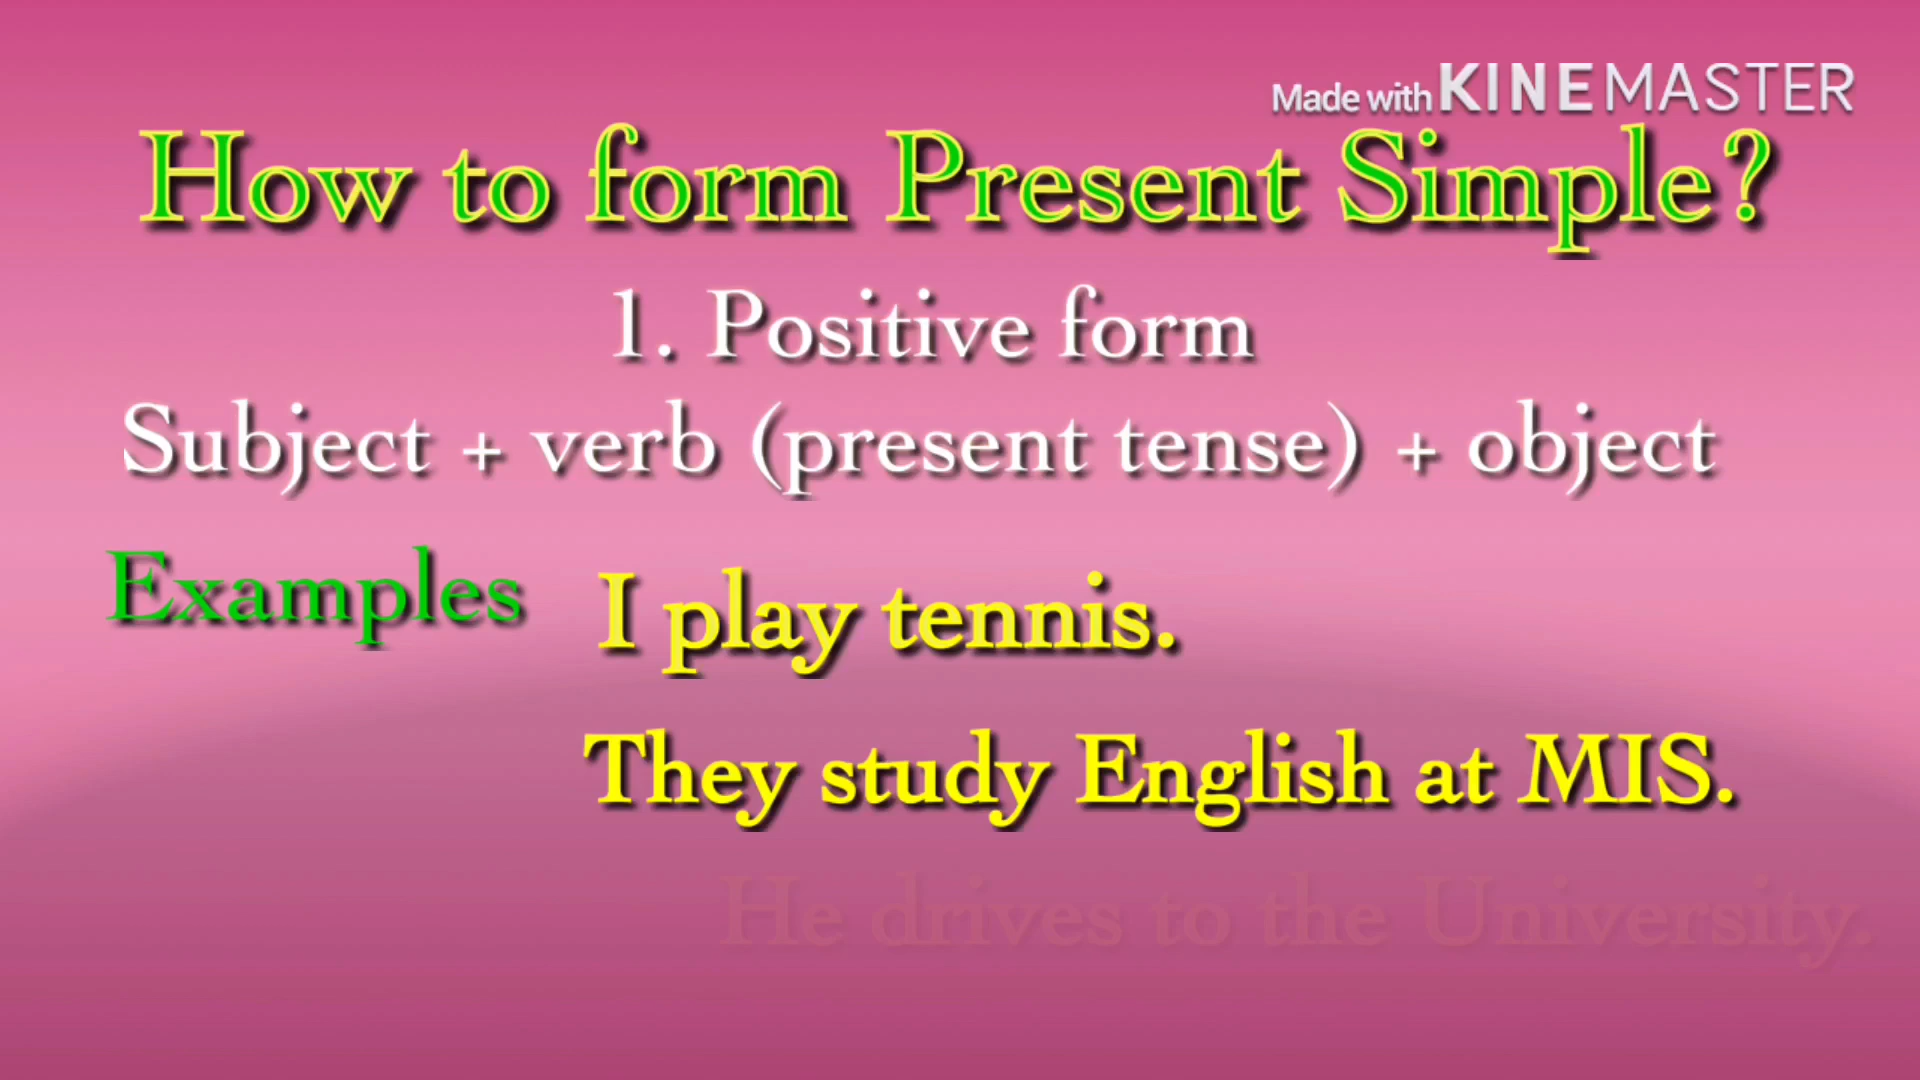 Made with KINEMASTER
How to form Present Simple?
1. Positive form
Subject + verb (present tense) + object
Examples
I play tennis.
They study English at MIS.
He drives to the University.